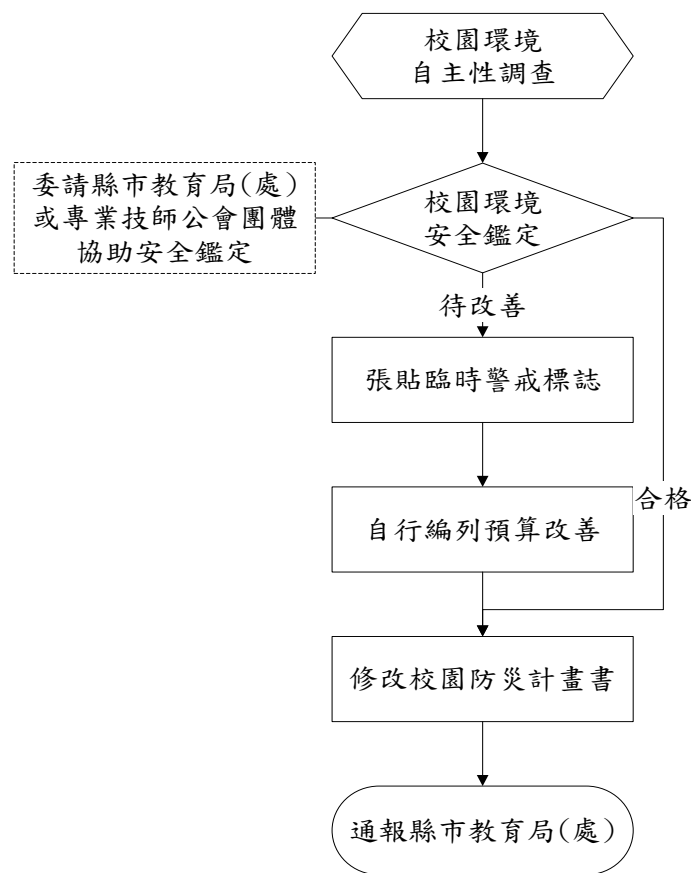 校園環境
自主性調查
委請縣市教育局(處)
或專業技師公會團體
協助安全鑑定
校園環境
安全鑑定
待改善
張貼臨時警戒標誌
自行編列預算改善
合格
修改校園防災計畫書
通報縣市教育局(處)